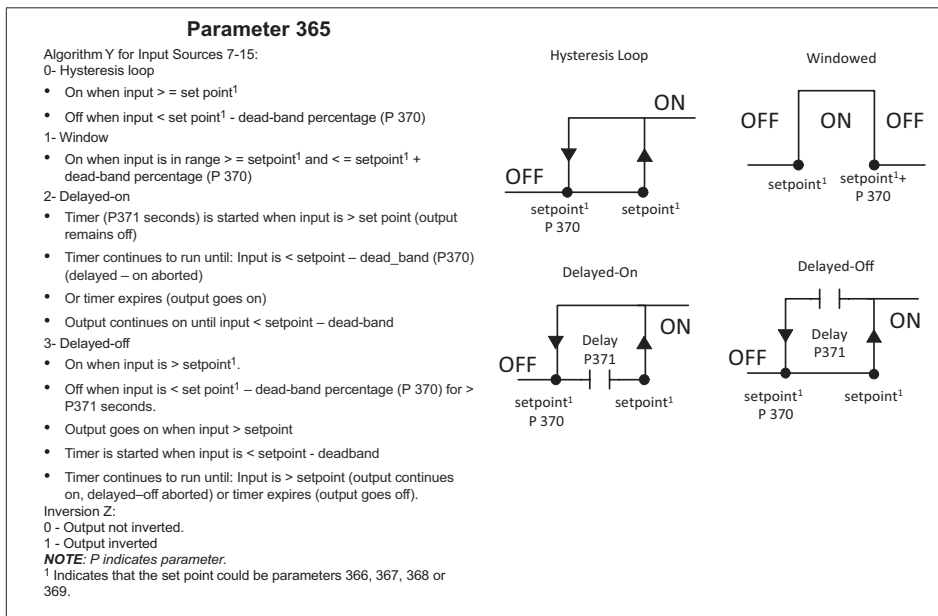 Parameter 365
Algorithm Y for Input Sources 7-15:
0- Hysteresis loop
• On when input > = set point¹
• Off when input < set point¹ - dead-band percentage (P 370)
1- Window
• On when input is in range > = setpoint¹ and < = setpoint¹ +
dead-band percentage (P 370)
2- Delayed-on
• Timer (P371 seconds) is started when input is > set point (output
remains off)
• Timer continues to run until: Input is < setpoint – dead_band (P370)
(delayed – on aborted)
• Or timer expires (output goes on)
• Output continues on until input < setpoint – dead-band
3- Delayed-off
• On when input is > setpoint¹.
• Off when input is < set point¹ – dead-band percentage (P 370) for >
P371 seconds.
• Output goes on when input > setpoint
• Timer is started when input is < setpoint - deadband
• Timer continues to run until: Input is > setpoint (output continues
on, delayed–off aborted) or timer expires (output goes off).
Inversion Z:
0 - Output not inverted.
1 - Output inverted
NOTE: P indicates parameter.
¹ Indicates that the set point could be parameters 366, 367, 368 or
369.
Hysteresis Loop
ON
OFF
setpoint¹
P 370
setpoint¹
Windowed
OFF
ON
OFF
setpoint¹
setpoint¹+
P 370
Delayed-On
ON
Delay
P371
OFF
setpoint¹
P 370
setpoint¹
Delayed-Off
ON
Delay
P371
OFF
setpoint¹
P 370
setpoint¹